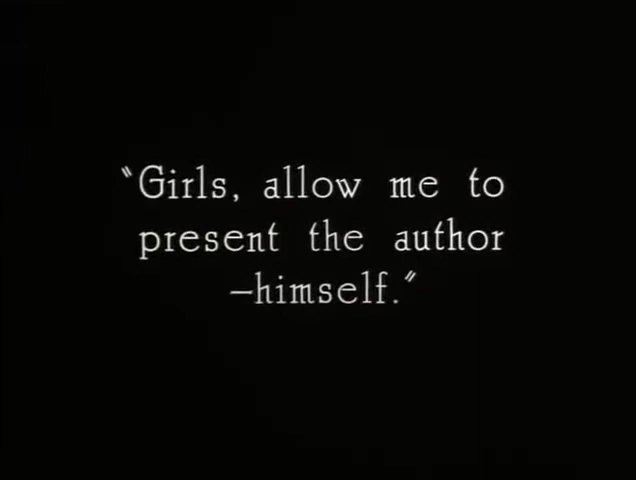 "Girls, allow me to
present the author
—himself."